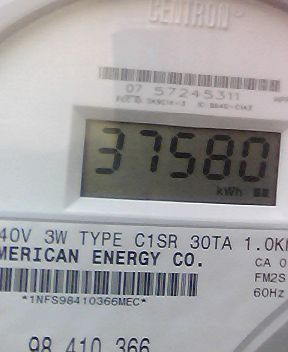 CENTRON
07 57245311
37580
kWh
40V 3W TYPE C1SR 30TA 1.0K
MERICAN ENERGY CO.
CA 0
FM2S
60Hz
*1NFS98410366MEC*
98 410 366